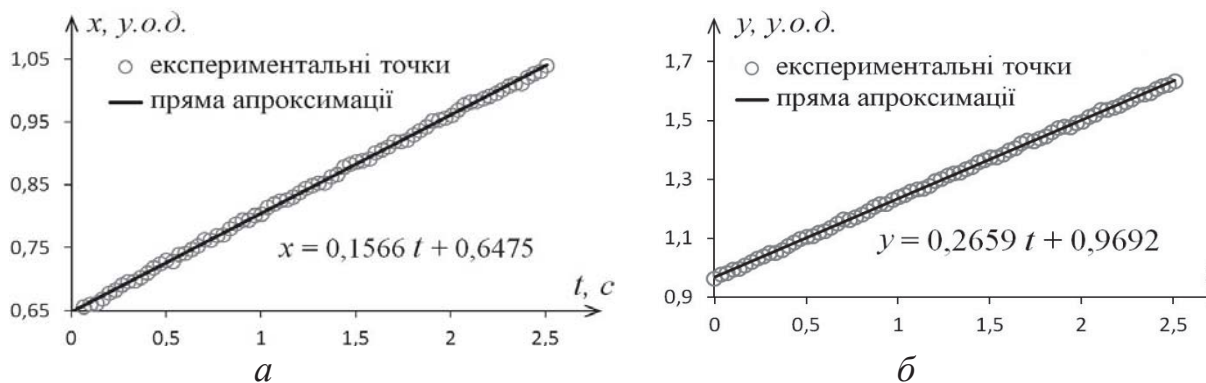 x, у.о.д.
експериментальні точки
пряма апроксимації
1,05
0,95
0,85
0,75
0,65
x = 0,1566 t + 0,6475
t, с
0 0,5 1 1,5 2 2,5
а
y, у.о.д.
експериментальні точки
пряма апроксимації
1,7
1,5
1,3
1,1
0,9
y = 0,2659 t + 0,9692
t, с
0 0,5 1 1,5 2 2,5
б